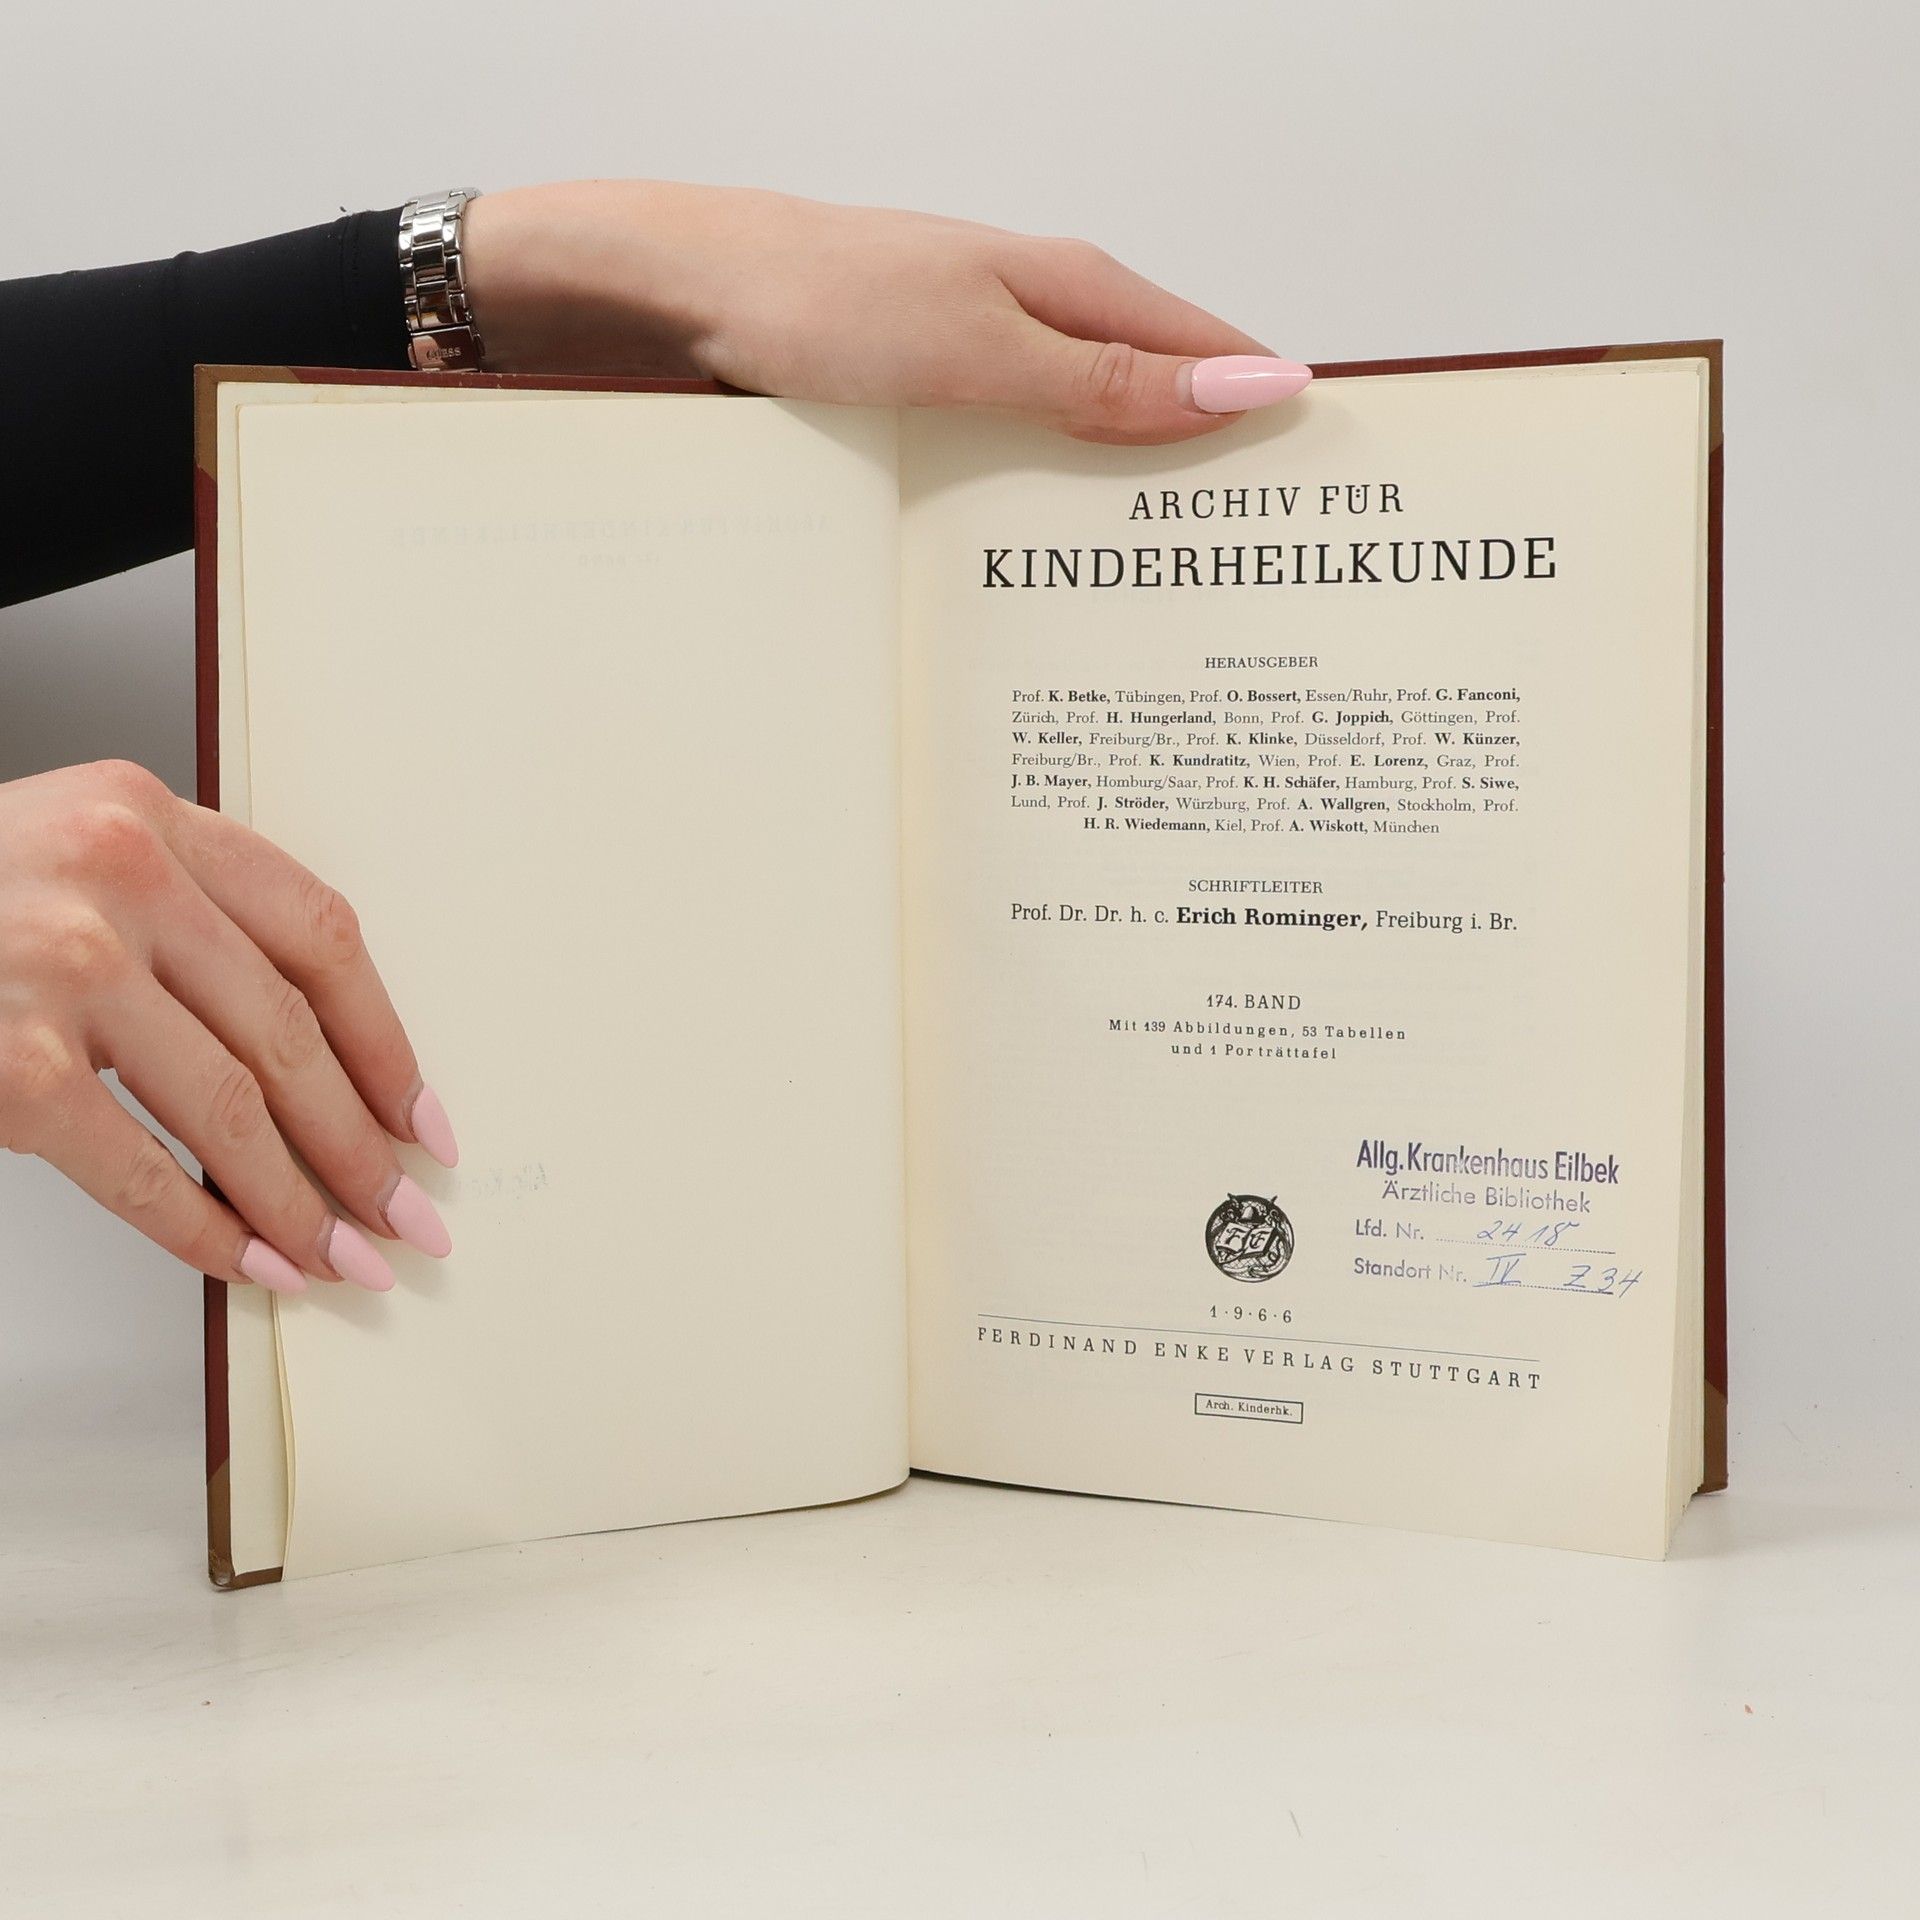 GUESS
ARCHIV FÜR
KINDERHEILKUNDE
HERAUSGEBER
Prof. K. Betke, Tübingen, Prof. O. Bossert, Essen/Ruhr, Prof. G. Fanconi,
Zürich, Prof. H. Hungerland, Bonn, Prof. G. Joppich, Göttingen, Prof.
W. Keller, Freiburg/Br., Prof. K. Klinke, Düsseldorf, Prof. W. Künzer,
Freiburg/Br., Prof. K. Kundratitz, Wien, Prof. E. Lorenz, Graz, Prof.
J. B. Mayer, Homburg/Saar, Prof. K. H. Schäfer, Hamburg, Prof. S. Siwe,
Lund, Prof. J. Ströder, Würzburg, Prof. A. Wallgren, Stockholm, Prof.
H. R. Wiedemann, Kiel, Prof. A. Wiskott, München
SCHRIFTLEITER
Prof. Dr. Dr. h. c. Erich Rominger, Freiburg i. Br.
174. BAND
Mit 139 Abbildungen, 53 Tabellen
und 1 Porträttafel
Allg. Krankenhaus Eilbek
Ärztliche Bibliothek
Lfd. Nr. 2418
Standort Nr. IV Z 34
F E
1·9·6·6
FERDINAND ENKE VERLAG STUTTGART
Arch. Kinderhk.